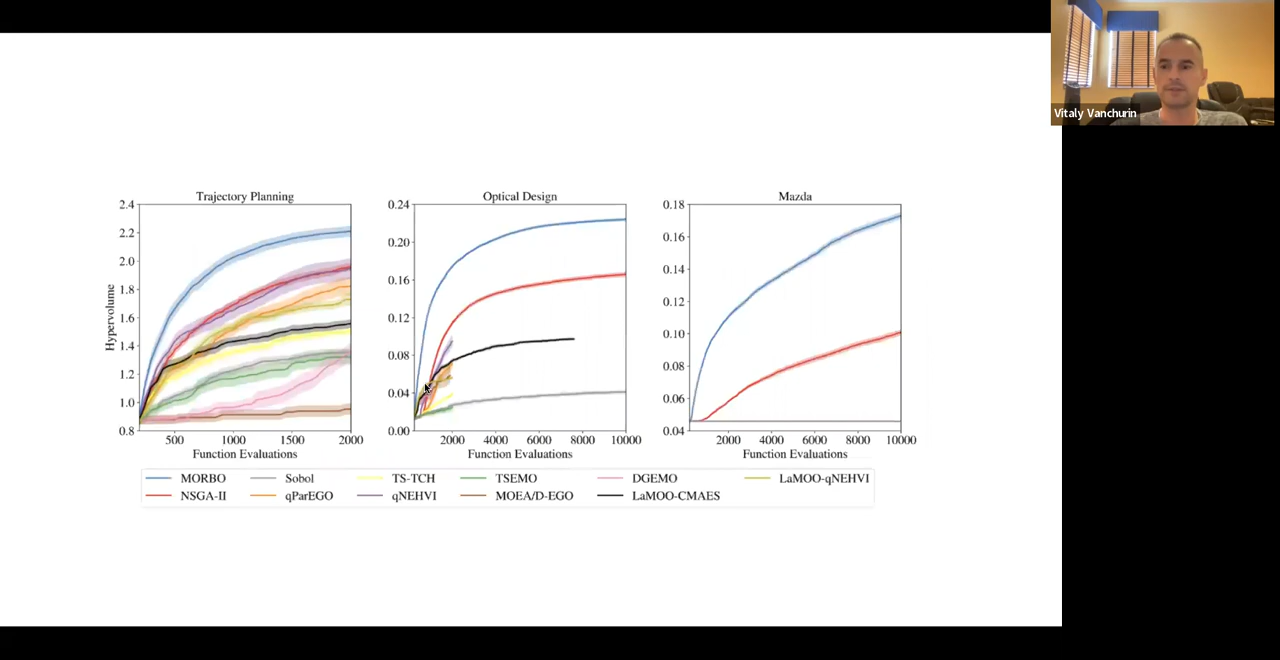 Vitaly Vanchurin
Trajectory Planning
Hypervolume
2.4
2.2
2.0
1.8
1.6
1.4
1.2
1.0
0.8
500 1000 1500 2000
Function Evaluations
Optical Design
0.24
0.20
0.16
0.12
0.08
0.04
0.00
2000 4000 6000 8000 10000
Function Evaluations
Mazda
0.18
0.16
0.14
0.12
0.10
0.08
0.06
0.04
2000 4000 6000 8000 10000
Function Evaluations
MORBO Sobol TS-TCH TSEMO DGEMO LaMOO-qNEHVI
NSGA-II qParEGO qNEHVI MOEA/D-EGO LaMOO-CMAES